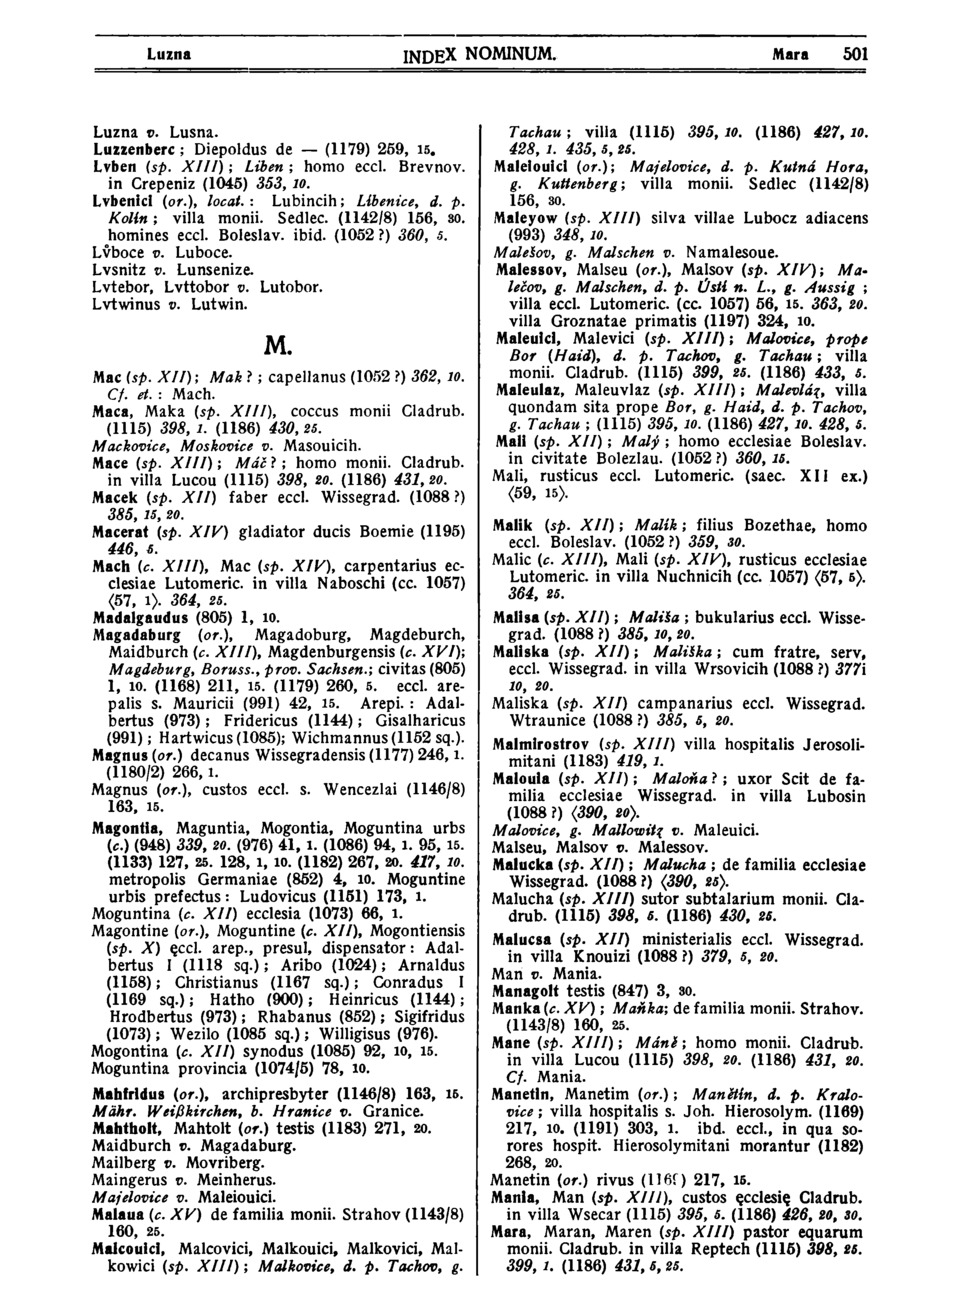 Luzna INDEX NOMINUM. Mara 501
Luzna v. Lusna.
Luzzenberc ; Diepoldus de — (1179) 259, 15.
Lvben (sp. XIII) ; Liben ; homo eccl. Brevnov.
in Crepeniz (1045) 353, 10.
Lvbenici (or.), locat. : Lubincih ; Libenice, d. p.
Kolín ; villa monii. Sedlec. (1142/8) 156, 30.
homines eccl. Boleslav. ibid. (1052 ?) 360, 5.
Lv̊boce v. Luboce.
Lvsnitz v. Lunsenize.
Lvtebor, Lvttobor v. Lutobor.
Lvtwinus v. Lutwin.
M.
Mac (sp. XII) ; Mak ? ; capellanus (1052 ?) 362, 10.
Cf. et. : Mach.
Maca, Maka (sp. XIII), coccus monii Cladrub.
(1115) 398, 1. (1186) 430, 25.
Mackovice, Moskovice v. Masouicih.
Mace (sp. XIII) ; Máč ? ; homo monii. Cladrub.
in villa Lucou (1115) 398, 20. (1186) 431, 20.
Macek (sp. XII) faber eccl. Wissegrad. (1088 ?)
385, 15, 20.
Macerat (sp. XIV) gladiator ducis Boemie (1195)
446, 5.
Mach (c. XIII), Mac (sp. XIV), carpentarius ec-
clesiae Lutomeric. in villa Naboschi (cc. 1057)
⟨57, 1⟩. 364, 25.
Madalgaudus (805) 1, 10.
Magadaburg (or.), Magadoburg, Magdeburch,
Maidburch (c. XIII), Magdenburgensis (c. XVI);
Magdeburg, Boruss., prov. Sachsen.; civitas (805)
1, 10. (1168) 211, 15. (1179) 260, 5. eccl. are-
palis s. Mauricii (991) 42, 15. Arepi. : Adal-
bertus (973) ; Fridericus (1144) ; Gisalharicus
(991) ; Hartwicus (1085); Wichmannus (1152 sq.).
Magnus (or.) decanus Wissegradensis (1177) 246, 1.
(1180/2) 266, 1.
Magnus (or.), custos eccl. s. Wencezlai (1146/8)
163, 15.
Magontia, Maguntia, Mogontia, Moguntina urbs
(c.) (948) 339, 20. (976) 41, 1. (1086) 94, 1. 95, 15.
(1133) 127, 25. 128, 1, 10. (1182) 267, 20. 417, 10.
metropolis Germaniae (852) 4, 10. Moguntine
urbis prefectus : Ludovicus (1151) 173, 1.
Moguntina (c. XII) ecclesia (1073) 66, 1.
Magontine (or.), Moguntine (c. XII), Mogontiensis
(sp. X) ęccl. arep., presul, dispensator : Adal-
bertus I (1118 sq.) ; Aribo (1024) ; Arnaldus
(1158) ; Christianus (1167 sq.) ; Conradus I
(1169 sq.) ; Hatho (900) ; Heinricus (1144) ;
Hrodbertus (973) ; Rhabanus (852) ; Sigifridus
(1073) ; Wezilo (1085 sq.) ; Willigisus (976).
Mogontina (c. XII) synodus (1085) 92, 10, 15.
Moguntina provincia (1074/5) 78, 10.
Mahfridus (or.), archipresbyter (1146/8) 163, 15.
Mähr. Weißkirchen, b. Hranice v. Granice.
Mahtholt, Mahtolt (or.) testis (1183) 271, 20.
Maidburch v. Magadaburg.
Mailberg v. Movriberg.
Maingerus v. Meinherus.
Majelovice v. Maleiouici.
Malaua (c. XV) de familia monii. Strahov (1143/8)
160, 25.
Malcouici, Malcovici, Malkouici, Malkovici, Mal-
kowici (sp. XIII) ; Malkovice, d. p. Tachov, g.
Tachau ; villa (1115) 395, 10. (1186) 427, 10.
428, 1. 435, 5, 25.
Maleiouici (or.) ; Majelovice, d. p. Kutná Hora,
g. Kuttenberg ; villa monii. Sedlec (1142/8)
156, 30.
Maleyow (sp. XIII) silva villae Lubocz adiacens
(993) 348, 10.
Malešov, g. Malschen v. Namalesoue.
Malessov, Malseu (or.), Malsov (sp. XIV) ; Ma-
lečov, g. Malschen, d. p. Ústí n. L., g. Aussig ;
villa eccl. Lutomeric. (cc. 1057) 56, 15. 363, 20.
villa Groznatae primatis (1197) 324, 10.
Maleuici, Malevici (sp. XIII) ; Malovice, prope
Bor (Haid), d. p. Tachov, g. Tachau ; villa
monii. Cladrub. (1115) 399, 25. (1186) 433, 5.
Maleulaz, Maleuvlaz (sp. XIII) ; Malevláz, villa
quondam sita prope Bor, g. Haid, d. p. Tachov,
g. Tachau ; (1115) 395, 10. (1186) 427, 10. 428, 5.
Mali (sp. XII) ; Malý ; homo ecclesiae Boleslav.
in civitate Bolezlau. (1052 ?) 360, 15.
Mali, rusticus eccl. Lutomeric. (saec. XII ex.)
⟨59, 15⟩.
Malik (sp. XII) ; Malík ; filius Bozethae, homo
eccl. Boleslav. (1052 ?) 359, 30.
Malic (c. XIII), Mali (sp. XIV), rusticus ecclesiae
Lutomeric. in villa Nuchnicih (cc. 1057) ⟨57, 5⟩.
364, 25.
Malisa (sp. XII) ; Mališa ; bukularius eccl. Wisse-
grad. (1088 ?) 385, 10, 20.
Maliska (sp. XII) ; Mališka ; cum fratre, serv,
eccl. Wissegrad. in villa Wrsovicih (1088 ?) 377i
10, 20.
Maliska (sp. XII) campanarius eccl. Wissegrad.
Wtraunice (1088 ?) 385, 5, 20.
Malmirostrov (sp. XIII) villa hospitalis Jerosoli-
mitani (1183) 419, 1.
Malouia (sp. XII) ; Maloňa ? ; uxor Scit de fa-
milia ecclesiae Wissegrad. in villa Lubosin
(1088 ?) ⟨390, 20⟩.
Malovice, g. Mallowitz v. Maleuici.
Malseu, Malsov v. Malessov.
Malucka (sp. XII) ; Malucha ; de familia ecclesiae
Wissegrad. (1088 ?) ⟨390, 25⟩.
Malucha (sp. XIII) sutor subtalarium monii. Cla-
drub. (1115) 398, 5. (1186) 430, 25.
Malucsa (sp. XII) ministerialis eccl. Wissegrad.
in villa Knouizi (1088 ?) 379, 5, 20.
Man v. Mania.
Managolt testis (847) 3, 30.
Manka (c. XV) ; Maňka; de familia monii. Strahov.
(1143/8) 160, 25.
Mane (sp. XIII) ; Máně ; homo monii. Cladrub.
in villa Lucou (1115) 398, 20. (1186) 431, 20.
Cf. Mania.
Manetin, Manetim (or.) ; Manětín, d. p. Kralo-
vice ; villa hospitalis s. Joh. Hierosolym. (1169)
217, 10. (1191) 303, 1. ibd. eccl., in qua so-
rores hospit. Hierosolymitani morantur (1182)
268, 20.
Manetin (or.) rivus 217, 15.
Mania, Man (sp. XIII), custos ęcclesię Cladrub.
in villa Wsecar (1115) 395, 5. (1186) 426, 20, 30.
Mara, Maran, Maren (sp. XIII) pastor equarum
monii. Cladrub. in villa Reptech (1115) 398, 25.
399, 1. (1186) 431, 5, 25.